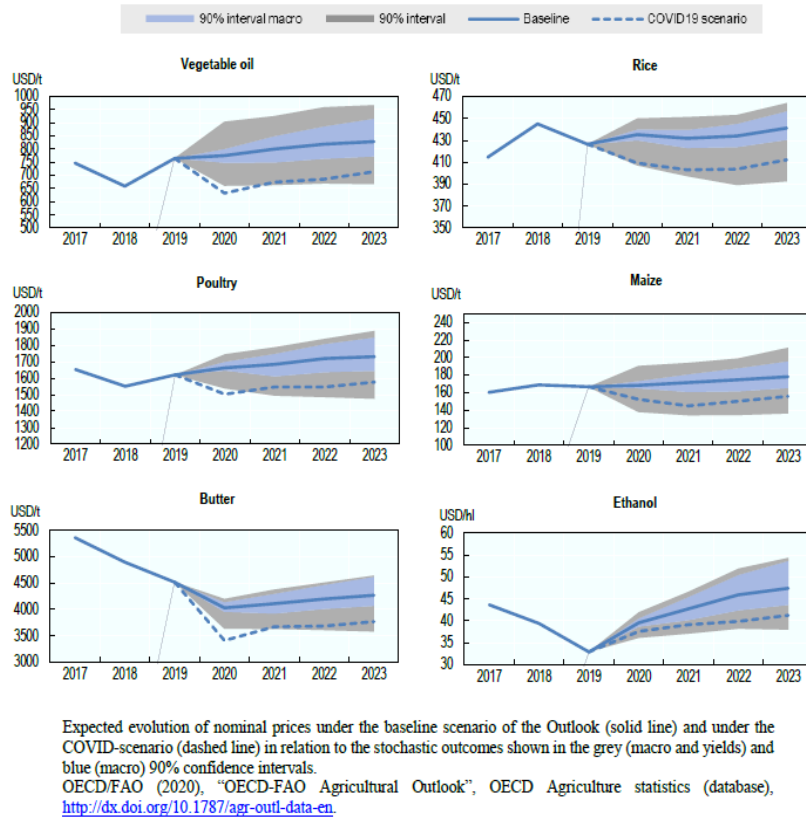 90% interval macro 90% interval Baseline COVID19 scenario
Vegetable oil
USD/t
1000
950
900
850
800
750
700
650
600
550
500
2017 2018 2019 2020 2021 2022 2023
Rice
USD/t
470
450
430
410
390
370
350
2017 2018 2019 2020 2021 2022 2023
Poultry
USD/t
2000
1900
1800
1700
1600
1500
1400
1300
1200
2017 2018 2019 2020 2021 2022 2023
Maize
USD/t
240
220
200
180
160
140
120
100
2017 2018 2019 2020 2021 2022 2023
Butter
USD/t
5500
5000
4500
4000
3500
3000
2017 2018 2019 2020 2021 2022 2023
Ethanol
USD/hl
60
55
50
45
40
35
30
2017 2018 2019 2020 2021 2022 2023
Expected evolution of nominal prices under the baseline scenario of the Outlook (solid line) and under the
COVID-scenario (dashed line) in relation to the stochastic outcomes shown in the grey (macro and yields) and
blue (macro) 90% confidence intervals.
OECD/FAO (2020), “OECD-FAO Agricultural Outlook”, OECD Agriculture statistics (database),
http://dx.doi.org/10.1787/agr-outl-data-en.